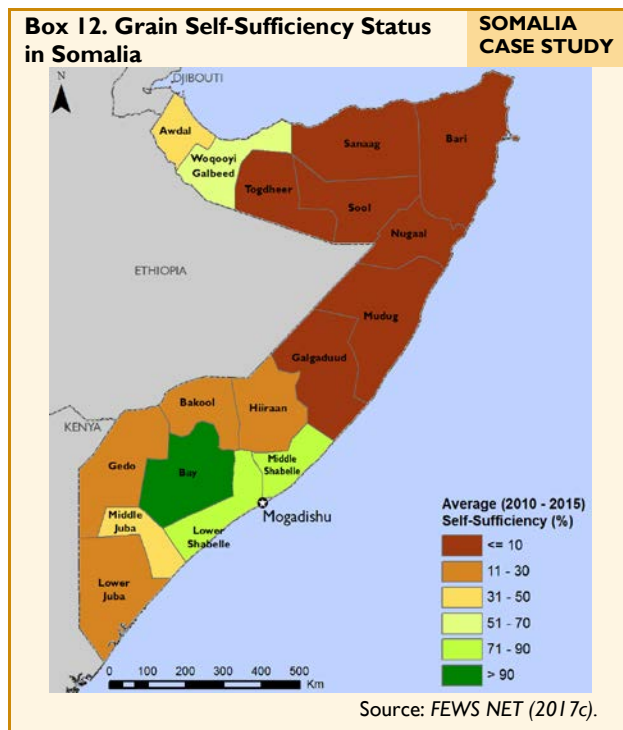 Box 12. Grain Self-Sufficiency Status
in Somalia
SOMALIA
CASE STUDY
N
DJIBOUTI
Awdal
Woqooyi
Galbeed
Togdheer
Sanaag
Bari
Sool
Nugaal
ETHIOPIA
Mudug
Galgaduud
Bakool
Hiiraan
KENYA
Gedo
Bay
Middle
Shabelle
Mogadishu
Middle
Juba
Lower
Shabelle
Lower
Juba
Average (2010 - 2015)
Self-Sufficiency (%)
<= 10
11 - 30
31 - 50
51 - 70
71 - 90
> 90
0 100 200 300 400 500
Km
Source: FEWS NET (2017c).